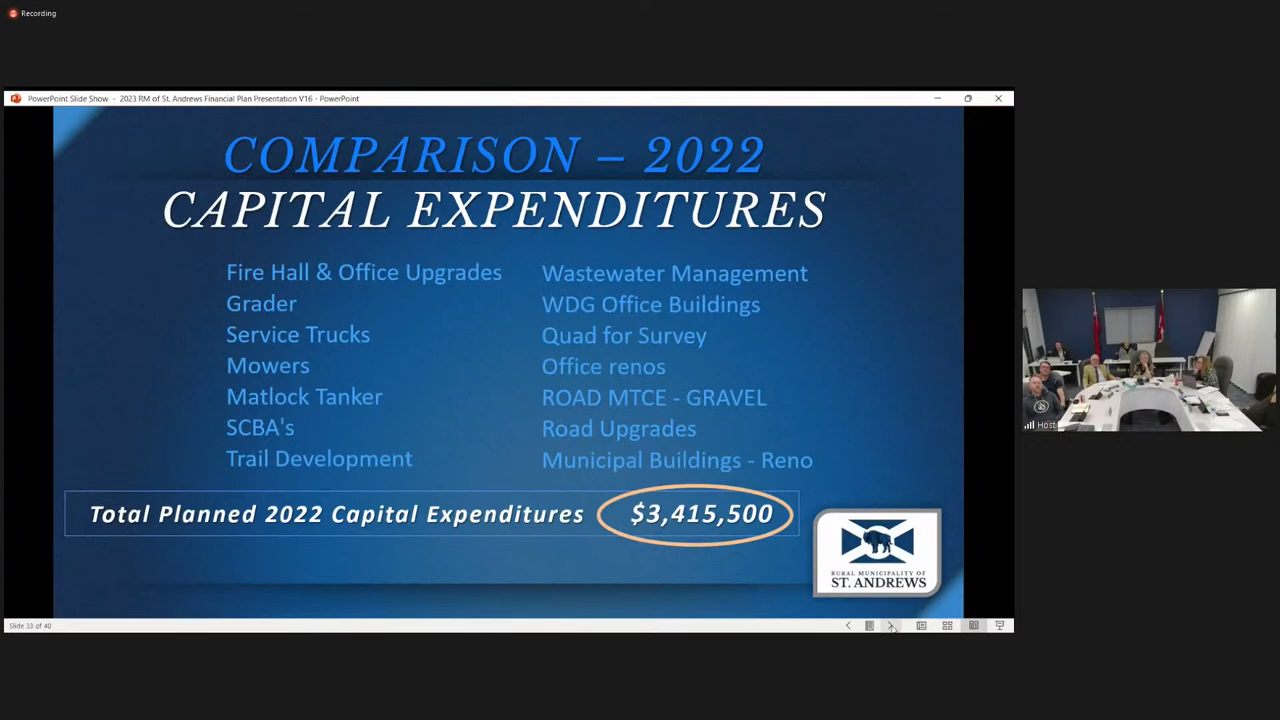 Recording
PowerPoint Slide Show - 2023 RM of St. Andrews Financial Plan Presentation V16 - PowerPoint
COMPARISON – 2022
CAPITAL EXPENDITURES
Fire Hall & Office Upgrades
Grader
Service Trucks
Mowers
Matlock Tanker
SCBA's
Trail Development
Wastewater Management
WDG Office Buildings
Quad for Survey
Office renos
ROAD MTCE - GRAVEL
Road Upgrades
Municipal Buildings - Reno
Total Planned 2022 Capital Expenditures $3,415,500
RURAL MUNICIPALITY OF
ST. ANDREWS
Slide 33 of 40
Host